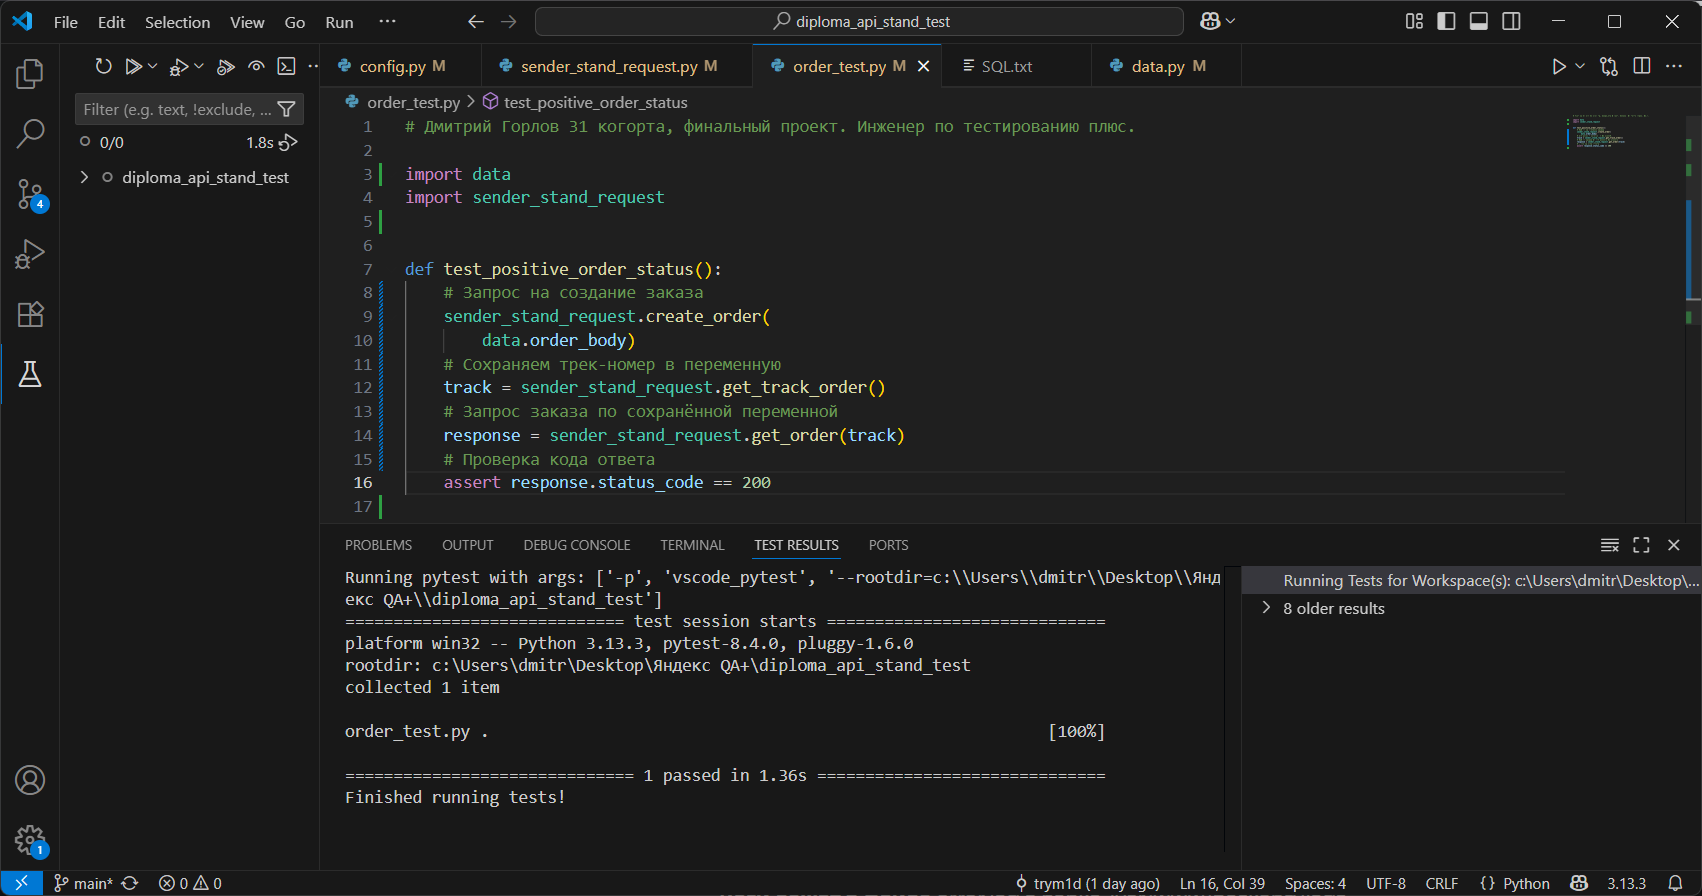 File Edit Selection View Go Run ··· diploma_api_stand_test
config.py M sender_stand_request.py M order_test.py M SQL.txt data.py M
Filter (e.g. text, !exclude, ...
0/0 1.8s
diploma_api_stand_test
order_test.py > test_positive_order_status
1 # Дмитрий Горлов 31 когорта, финальный проект. Инженер по тестированию плюс.
2
3 import data
4 import sender_stand_request
5
6
7 def test_positive_order_status():
8 # Запрос на создание заказа
9 sender_stand_request.create_order(
10 data.order_body)
11 # Сохраняем трек-номер в переменную
12 track = sender_stand_request.get_track_order()
13 # Запрос заказа по сохранённой переменной
14 response = sender_stand_request.get_order(track)
15 # Проверка кода ответа
16 assert response.status_code == 200
17
PROBLEMS OUTPUT DEBUG CONSOLE TERMINAL TEST RESULTS PORTS
Running pytest with args: ['-p', 'vscode_pytest', '--rootdir=c:\\Users\\dmitr\\Desktop\\Янд
екс QA+\\diploma_api_stand_test']
============================= test session starts =============================
platform win32 -- Python 3.13.3, pytest-8.4.0, pluggy-1.6.0
rootdir: c:\Users\dmitr\Desktop\Яндекс QA+\diploma_api_stand_test
collected 1 item
order_test.py . [100%]
============================== 1 passed in 1.36s ==============================
Finished running tests!
Running Tests for Workspace(s): c:\Users\dmitr\Desktop\...
8 older results
4
1
main* 0 0 trym1d (1 day ago) Ln 16, Col 39 Spaces: 4 UTF-8 CRLF {} Python 3.13.3